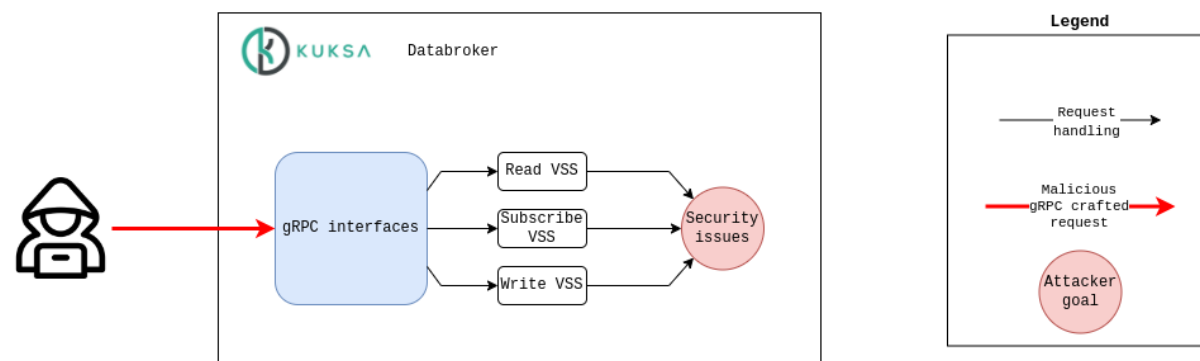 KUKSA Databroker
gRPC interfaces
Read VSS
Subscribe
VSS
Write VSS
Security
issues
Legend
Request
handling
Malicious
gRPC crafted
request
Attacker
goal